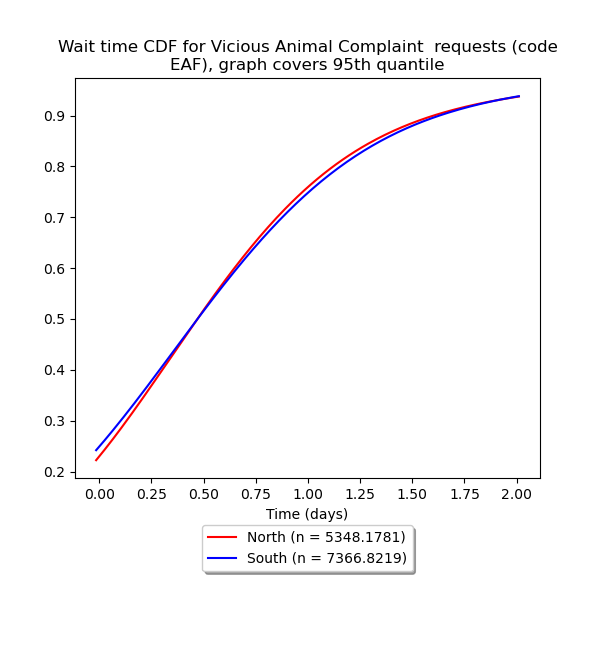 Wait time CDF for Vicious Animal Complaint  requests (code
EAF), graph covers 95th quantile
0.9
0.8
0.7
0.6
0.5
0.4
0.3
0.2
0.00 0.25 0.50 0.75 1.00 1.25 1.50 1.75 2.00
Time (days)
North (n = 5348.1781)
South (n = 7366.8219)